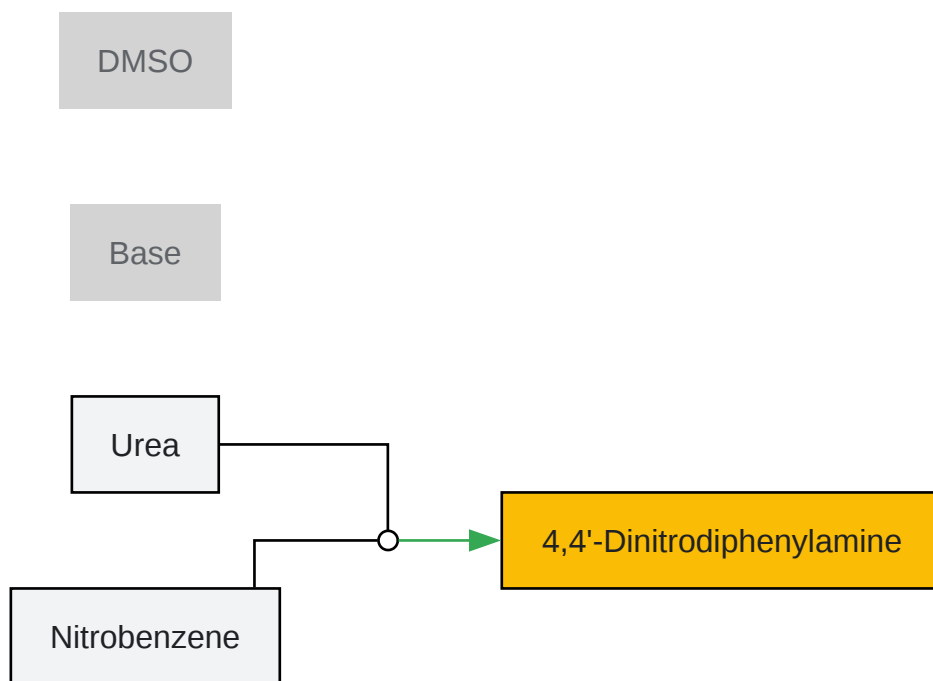 DMSO
Base
Urea
4,4'-Dinitrodiphenylamine
Nitrobenzene